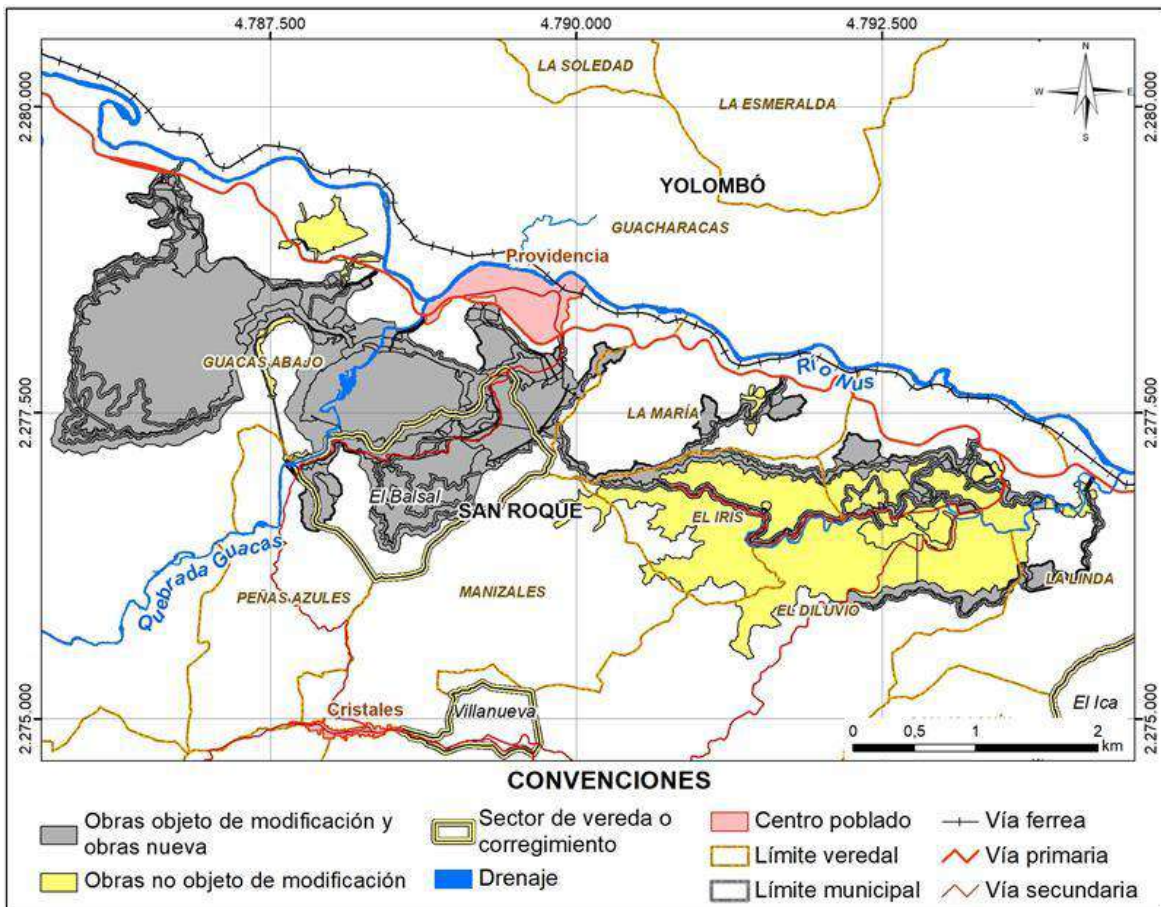 4.787.500
4.790.000
4.792.500
2.280.000
2.280.000
LA SOLEDAD
LA ESMERALDA
N
W
E
S
YOLOMBÓ
GUACHARACAS
Providencia
GUACAS ABAJO
Río Nus
2.277.500
2.277.500
LA MARÍA
El Balsal
SAN ROQUE
EL IRIS
Quebrada Guacas
PEÑAS AZULES
MANIZALES
EL DILUVIO
LA LINDA
Cristales
Villanueva
El Ica
2.275.000
2.275.000
0 0,5 1 2
km
CONVENCIONES
Obras objeto de modificación y
obras nueva
Obras no objeto de modificación
Sector de vereda o
corregimiento
Drenaje
Centro poblado
Límite veredal
Límite municipal
Vía ferrea
Vía primaria
Vía secundaria